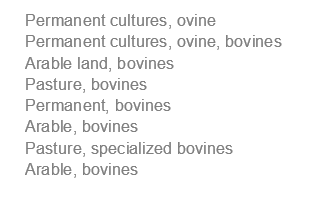 Permanent cultures, ovine
Permanent cultures, ovine, bovines
Arable land, bovines
Pasture, bovines
Permanent, bovines
Arable, bovines
Pasture, specialized bovines
Arable, bovines